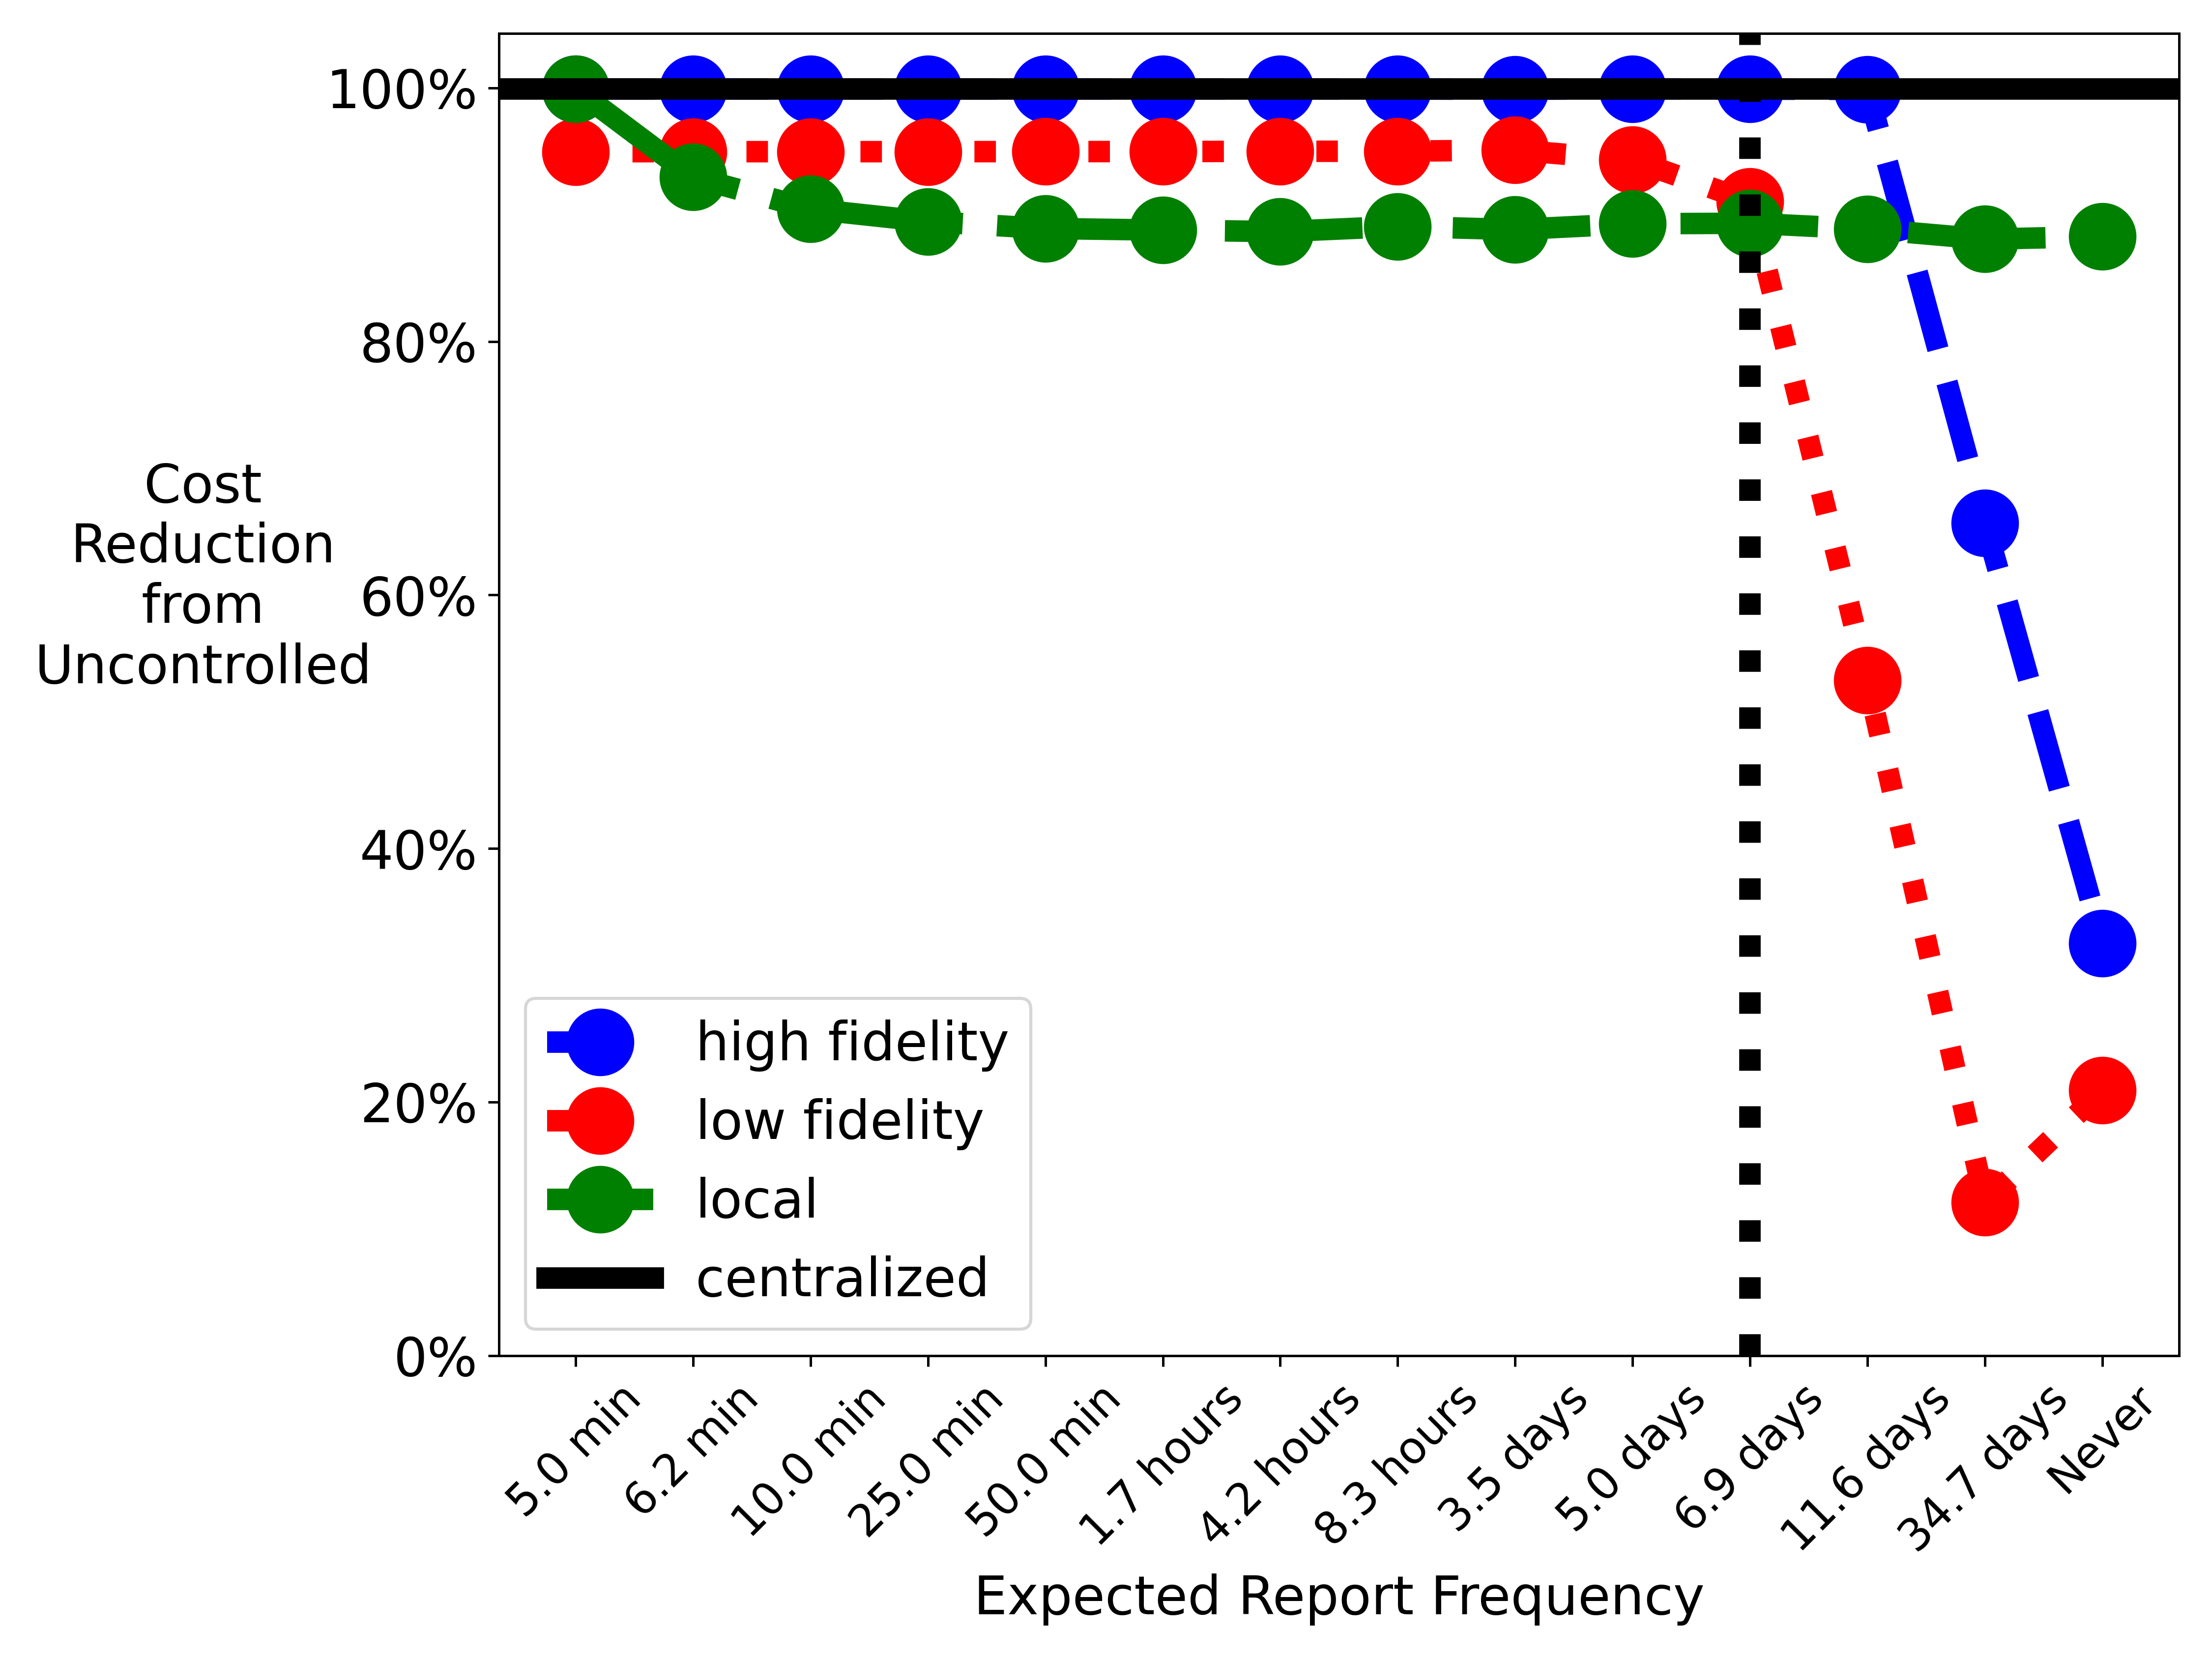 100%
80%
60%
40%
20%
0%
Cost
Reduction
from
Uncontrolled
high fidelity
low fidelity
local
centralized
5.0 min
6.2 min
10.0 min
25.0 min
50.0 min
1.7 hours
4.2 hours
8.3 hours
3.5 days
5.0 days
6.9 days
11.6 days
34.7 days
Never
Expected Report Frequency